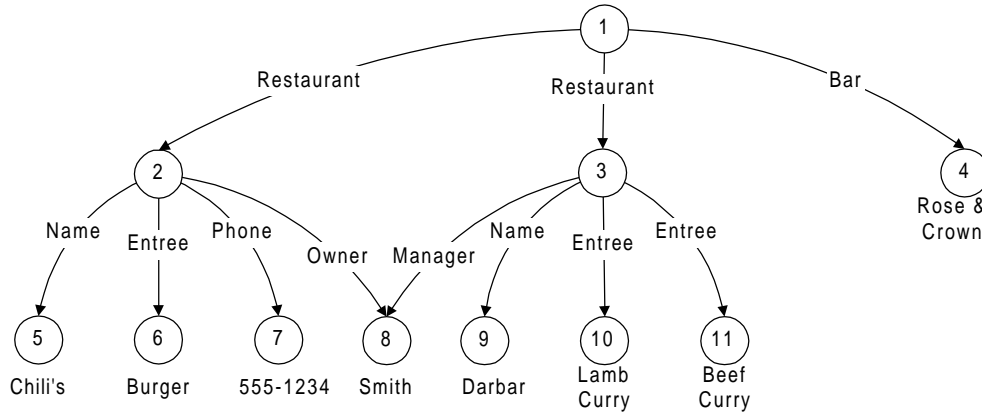 1
Restaurant
Restaurant
Bar
2
3
4
Rose &
Crown
Name
Entree
Phone
Owner
Manager
Name
Entree
Entree
5
6
7
8
9
10
11
Chili's
Burger
555-1234
Smith
Darbar
Lamb
Curry
Beef
Curry